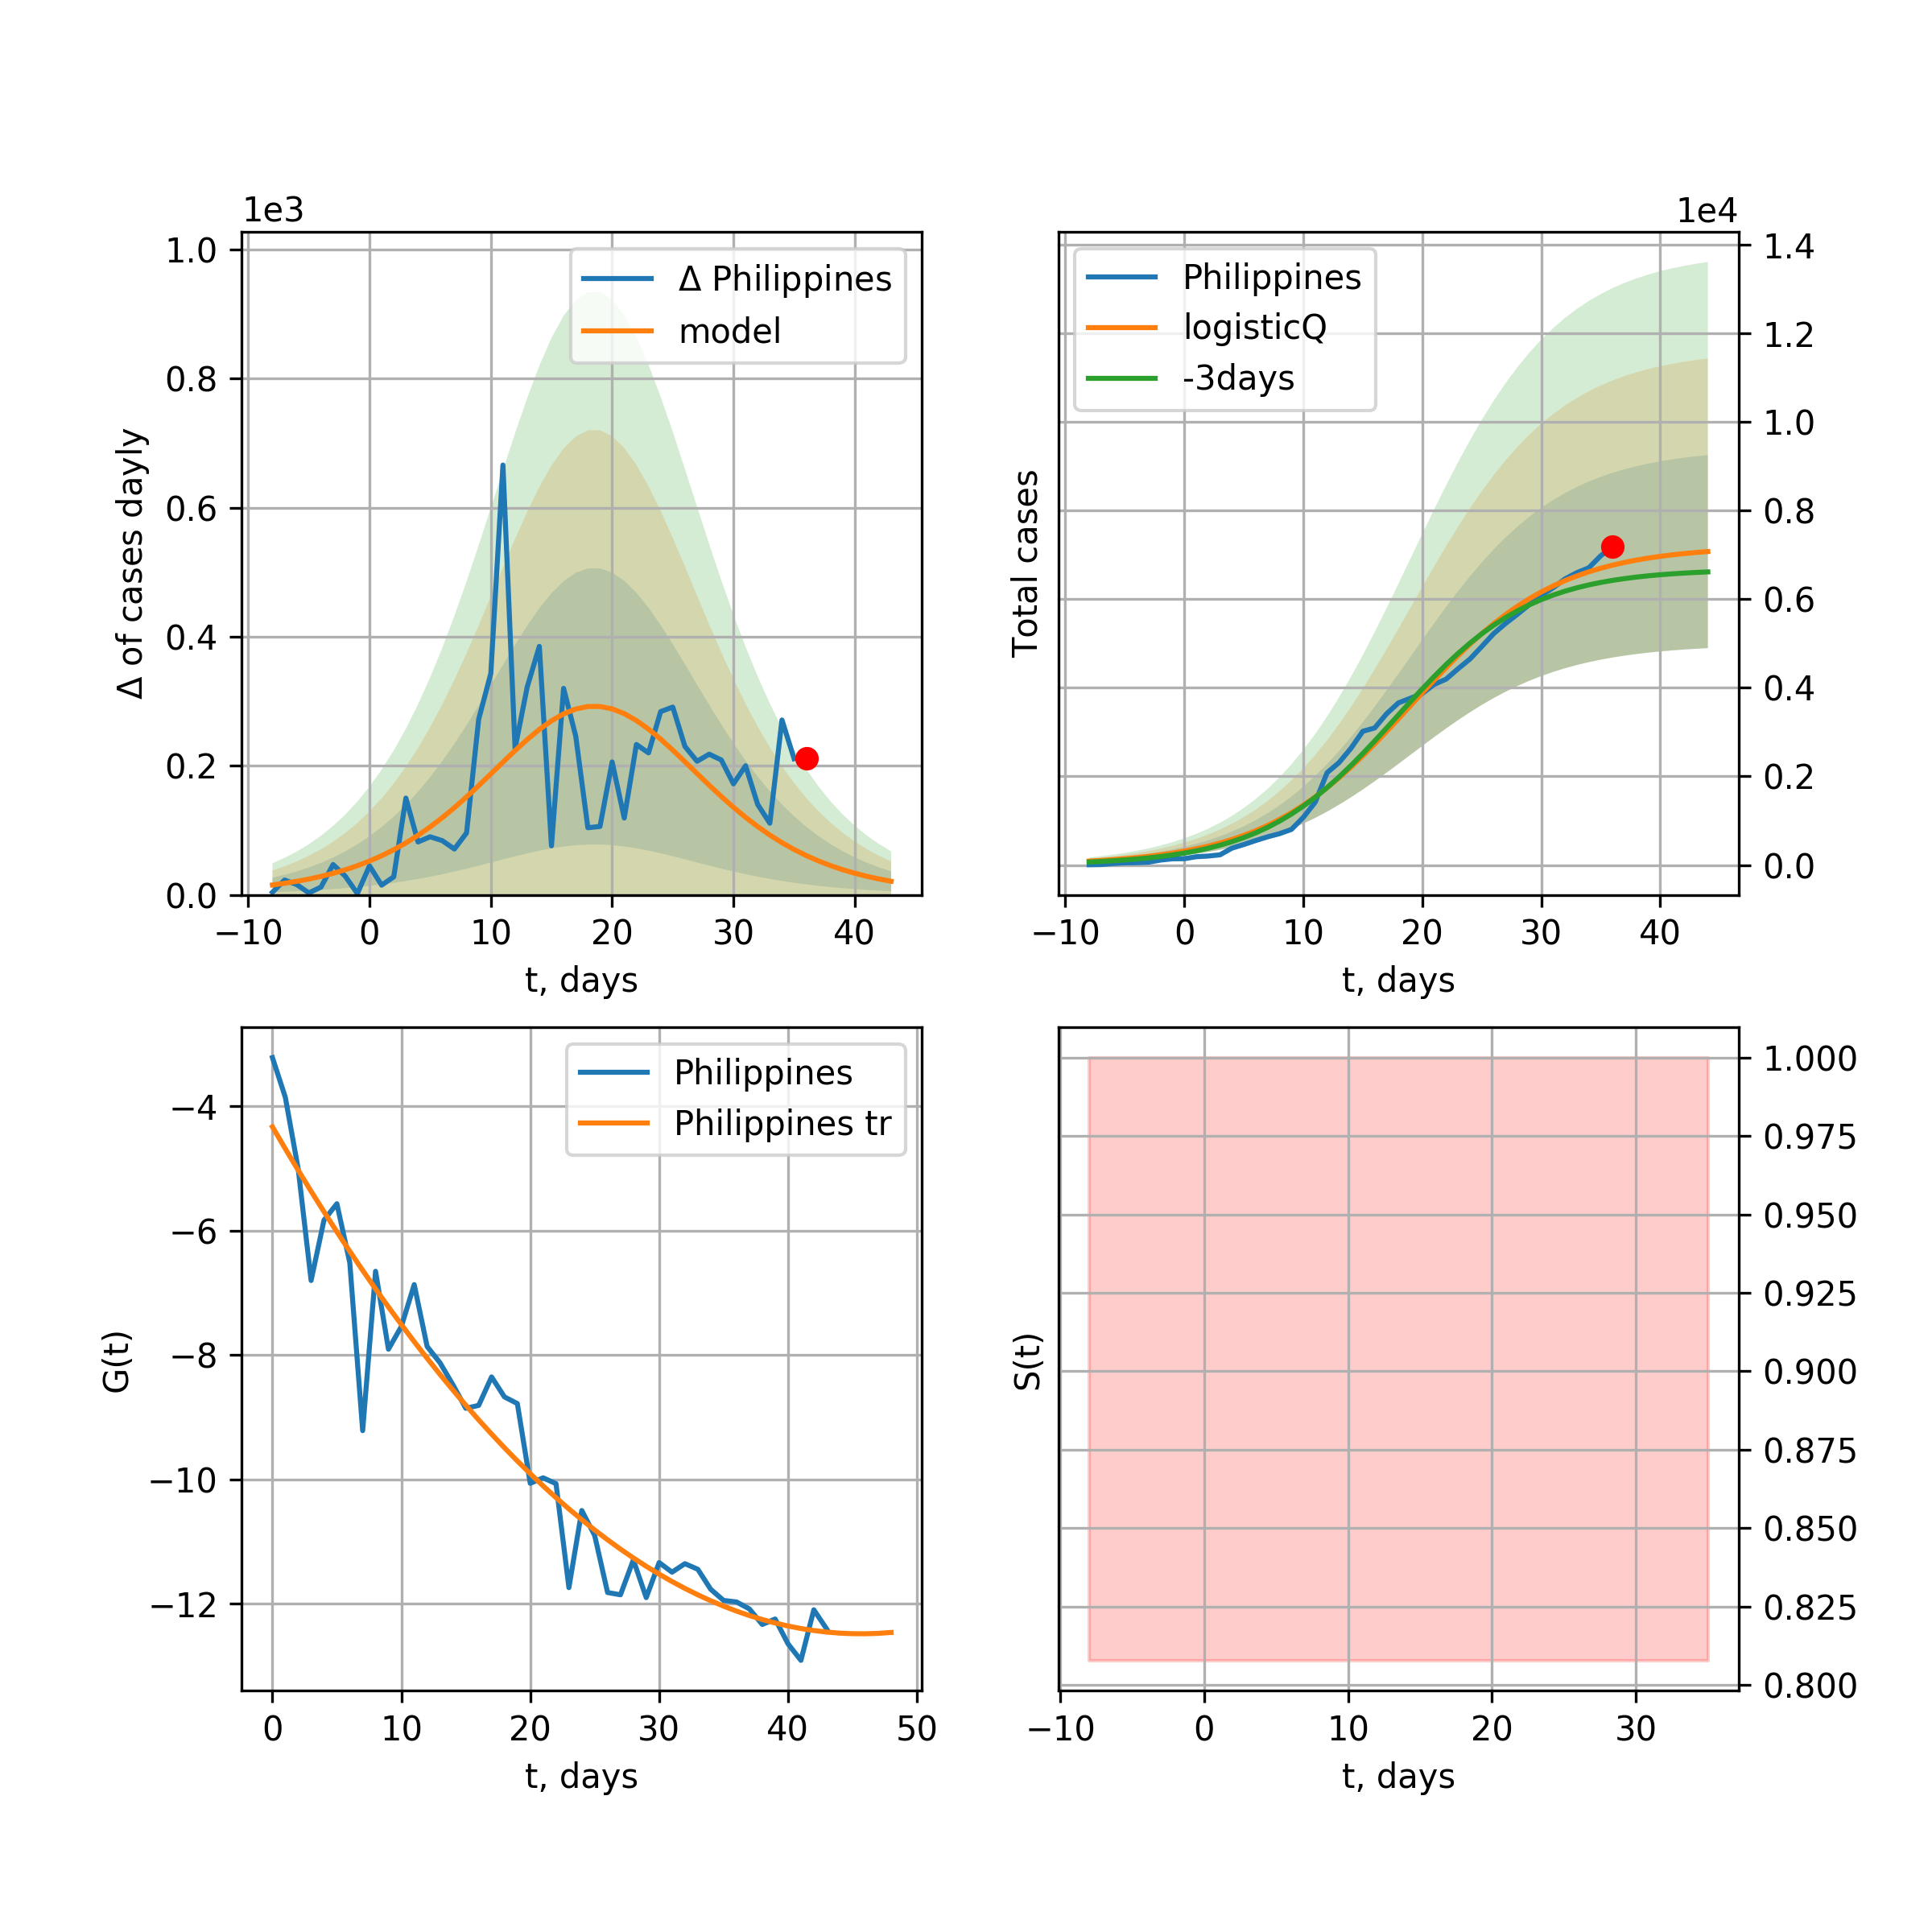 1e3
1.0
0.8
0.6
0.4
0.2
0.0
Δ of cases dayly
Δ Philippines
model
−10 0 10 20 30 40
t, days
1e4
1.4
1.2
1.0
0.8
0.6
0.4
0.2
0.0
Total cases
Philippines
logisticQ
-3days
−10 0 10 20 30 40
t, days
−4
−6
−8
−10
−12
G(t)
Philippines
Philippines tr
0 10 20 30 40 50
t, days
S(t)
1.000
0.975
0.950
0.925
0.900
0.875
0.850
0.825
0.800
−10 0 10 20 30
t, days